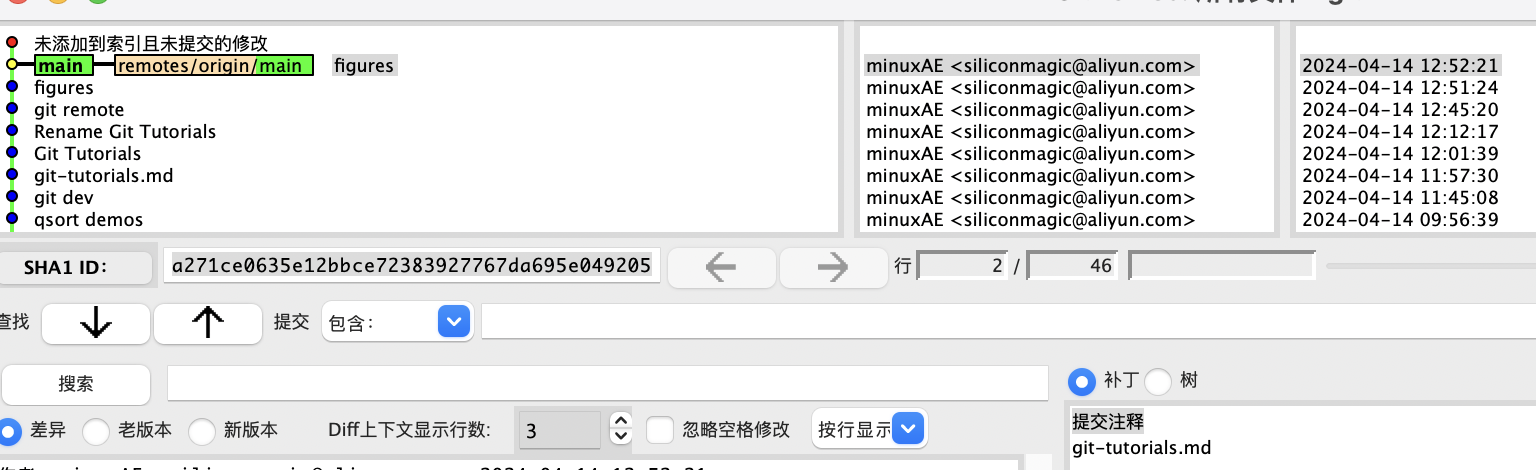 未添加到索引且未提交的修改
main remotes/origin/main figures minuxAE <siliconmagic@aliyun.com> 2024-04-14 12:52:21
figures minuxAE <siliconmagic@aliyun.com> 2024-04-14 12:51:24
git remote minuxAE <siliconmagic@aliyun.com> 2024-04-14 12:45:20
Rename Git Tutorials minuxAE <siliconmagic@aliyun.com> 2024-04-14 12:12:17
Git Tutorials minuxAE <siliconmagic@aliyun.com> 2024-04-14 12:01:39
git-tutorials.md minuxAE <siliconmagic@aliyun.com> 2024-04-14 11:57:30
git dev minuxAE <siliconmagic@aliyun.com> 2024-04-14 11:45:08
qsort demos minuxAE <siliconmagic@aliyun.com> 2024-04-14 09:56:39
SHA1 ID: a271ce0635e12bbce72383927767da695e049205 行 2 / 46
查找 提交 包含:
搜索 补丁 树
差异 老版本 新版本 Diff上下文显示行数: 3 忽略空格修改 按行显示 提交注释
git-tutorials.md